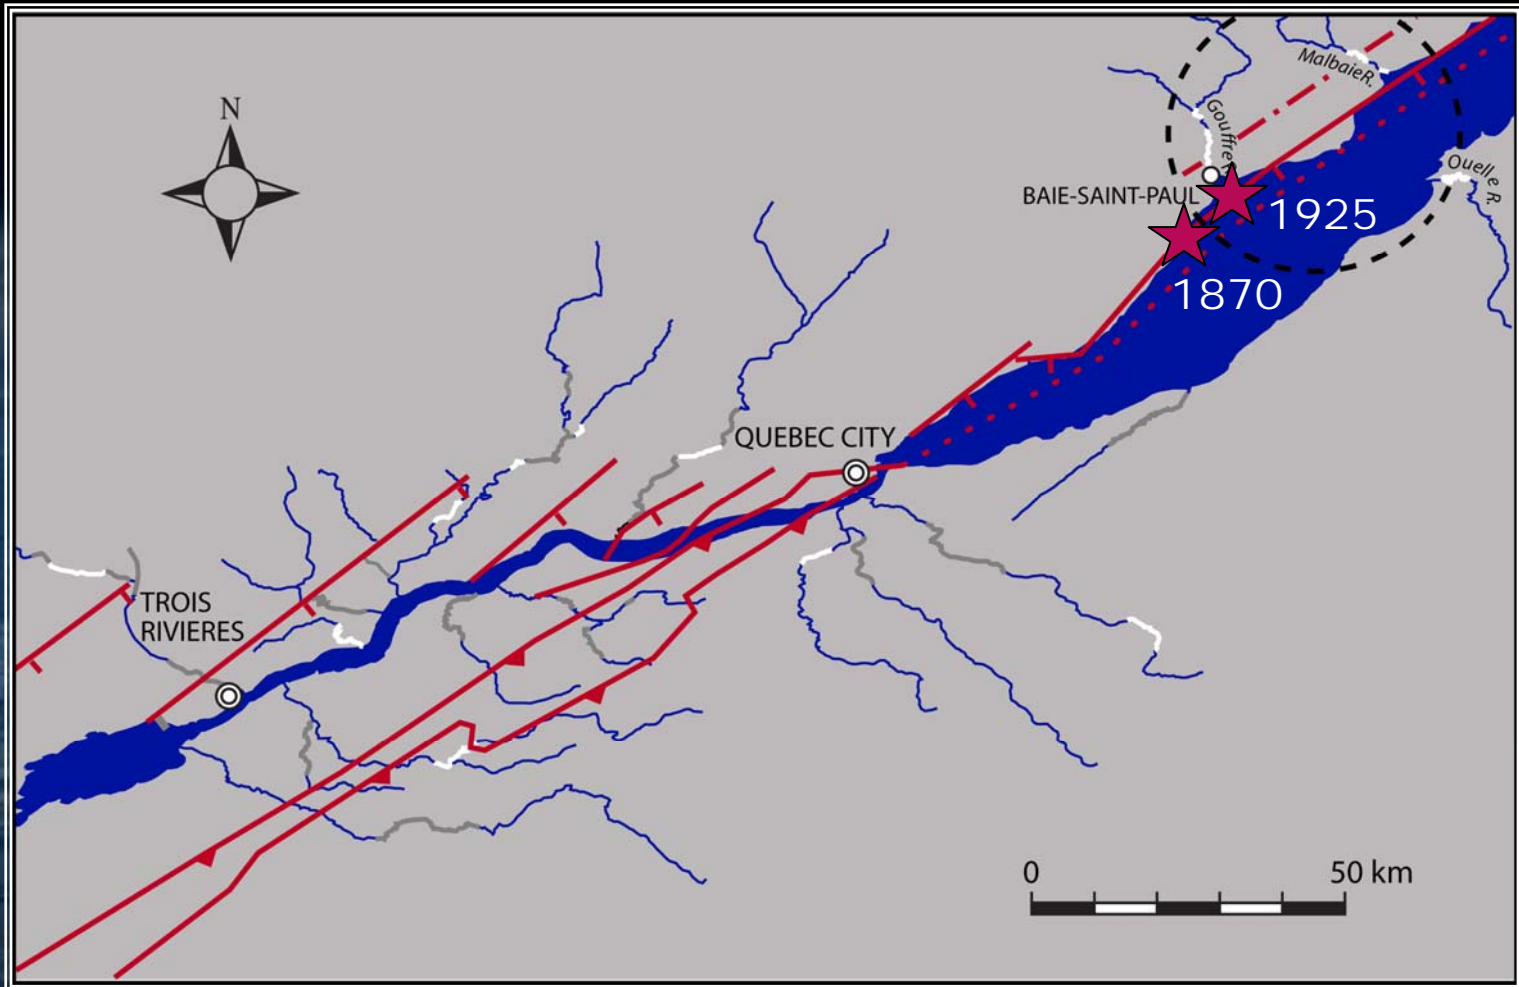 N
MalbaieR.
Gouffre R.
Ouelle R.
BAIE-SAINT-PAUL
1925
1870
QUEBEC CITY
TROIS
RIVIERES
0
50 km